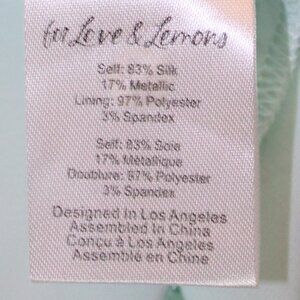 for Love & Lemons
Self: 83% Silk
17% Metallic
Lining: 97% Polyester
3% Spandex
Self: 83% Soie
17% Métallique
Doublure: 97% Polyester
3% Spandex
Designed in Los Angeles
Assembled In China
Conçu à Los Angeles
Assemblé en Chine